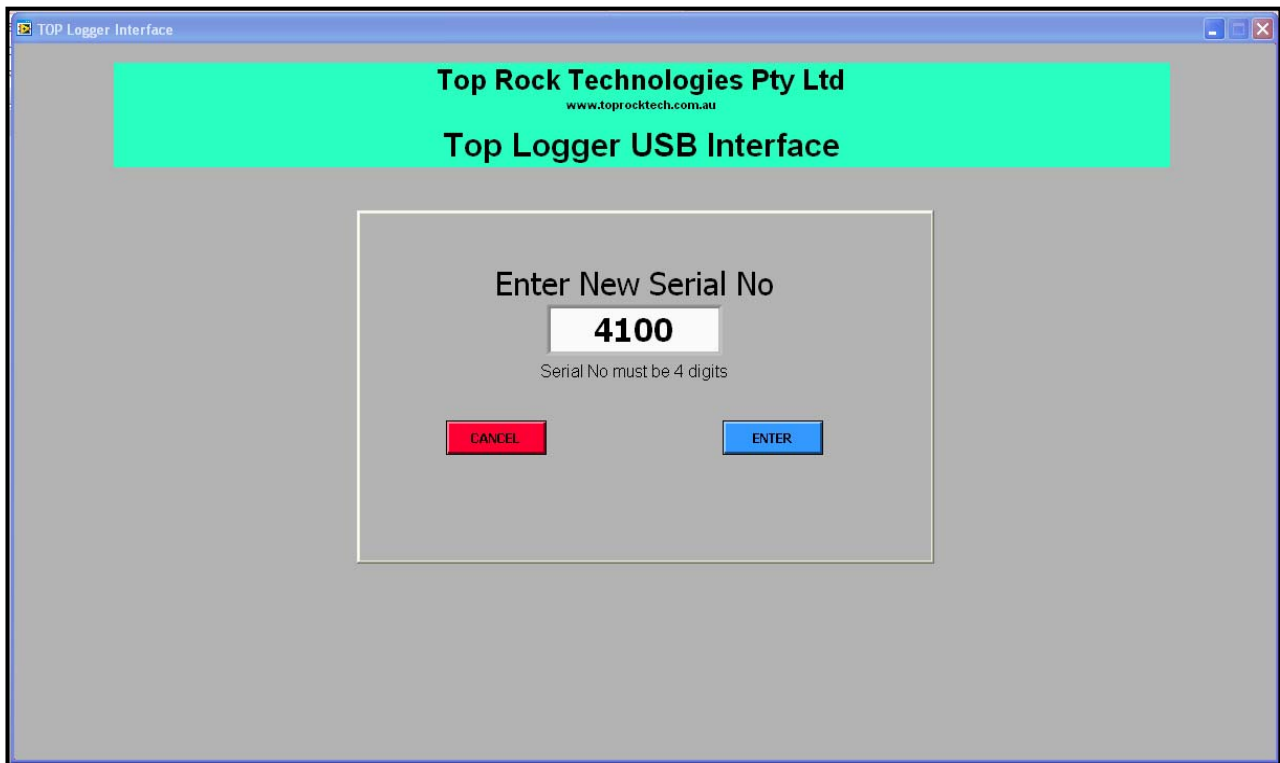 TOP Logger Interface
Top Rock Technologies Pty Ltd
www.toprocktech.com.au
Top Logger USB Interface
Enter New Serial No
4100
Serial No must be 4 digits
CANCEL
ENTER